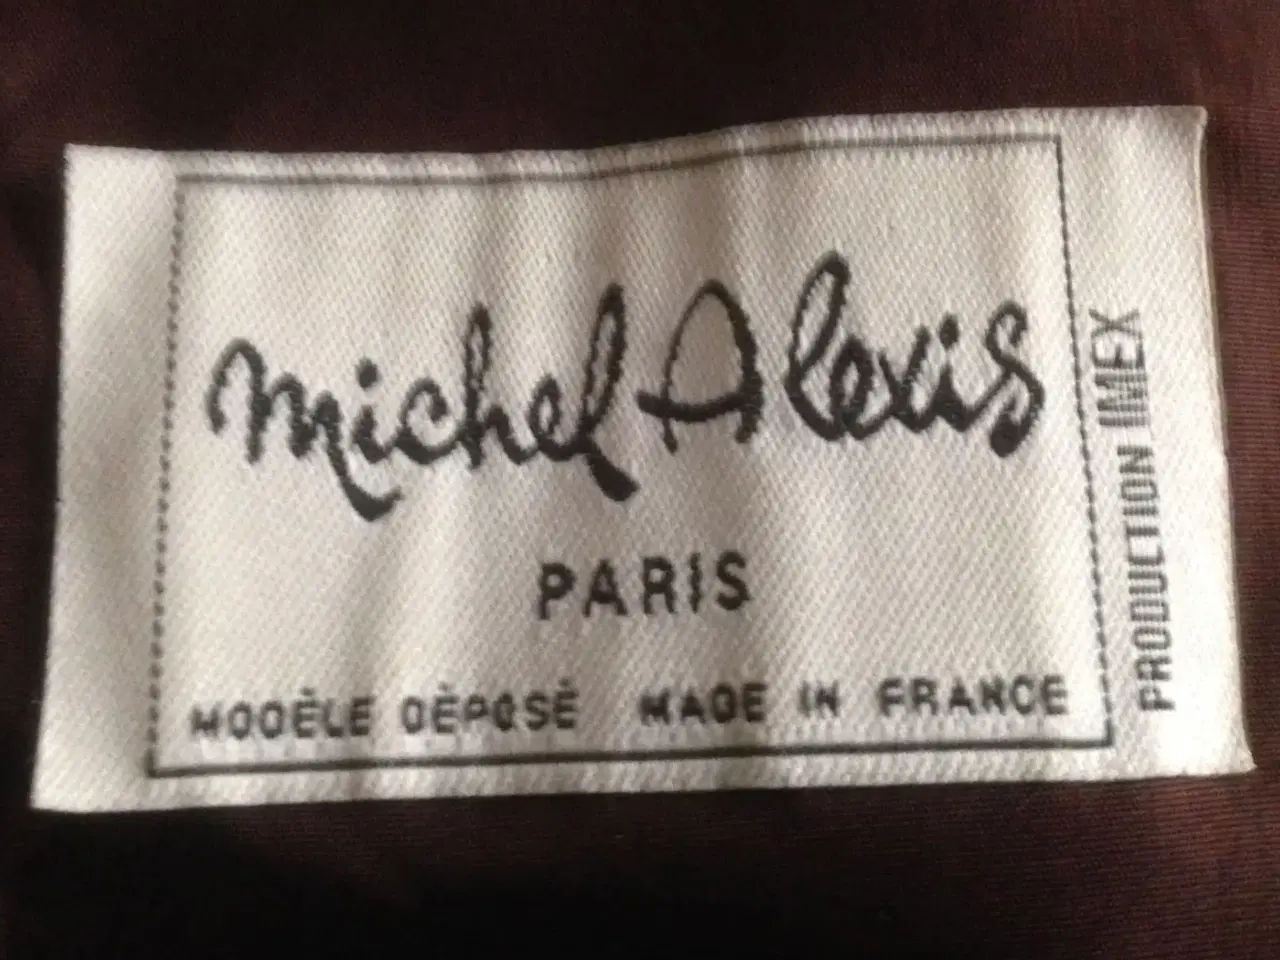 Michel Alexis
PARIS
MODÈLE DÉPOSÉ MADE IN FRANCE
PRODUCTION IMEX